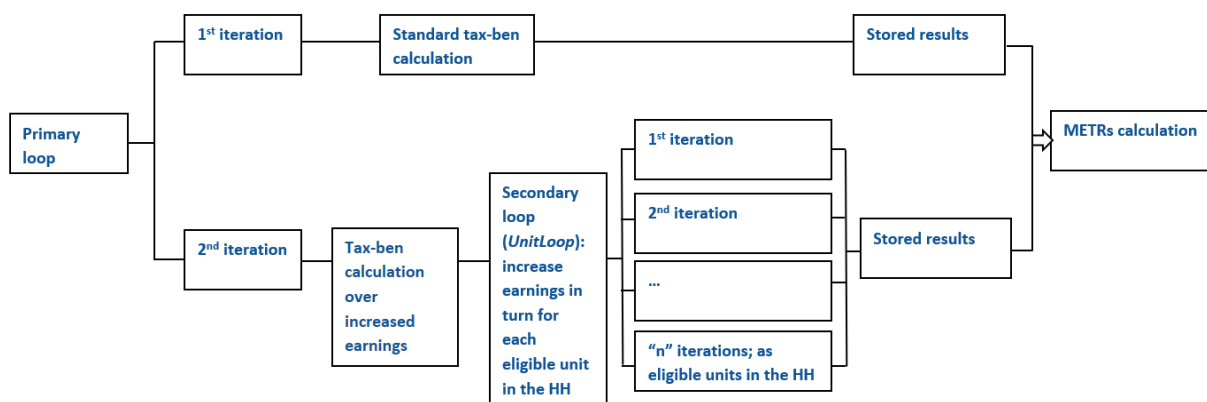 1st iteration
Standard tax-ben
calculation
Stored results
Primary
loop
METRs calculation
2nd iteration
Tax-ben
calculation
over
increased
earnings
Secondary
loop
(UnitLoop):
increase
earnings in
turn for
each
eligible unit
in the HH
1st iteration
2nd iteration
...
“n” iterations; as
eligible units in the HH
Stored results